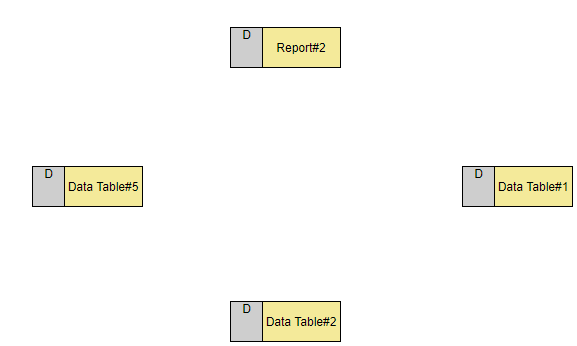 D
Report#2
D
Data Table#5
D
Data Table#1
D
Data Table#2